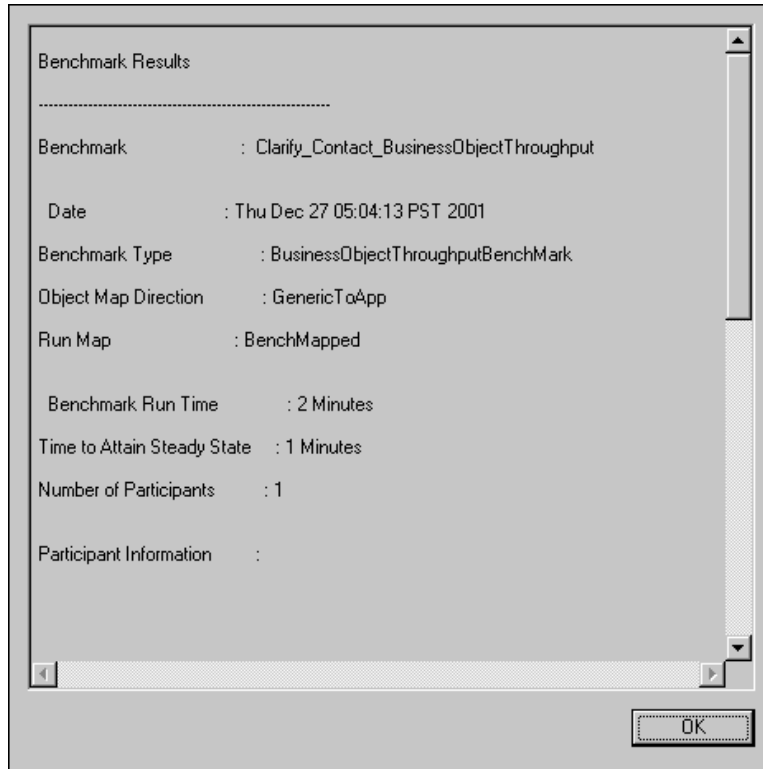 Benchmark Results
-----------------------------------------------------------
Benchmark : Clarify_Contact_BusinessObjectThroughput
Date : Thu Dec 27 05:04:13 PST 2001
Benchmark Type : BusinessObjectThroughputBenchMark
Object Map Direction : GenericToApp
Run Map : BenchMapped
Benchmark Run Time : 2 Minutes
Time to Attain Steady State : 1 Minutes
Number of Participants : 1
Participant Information :
OK